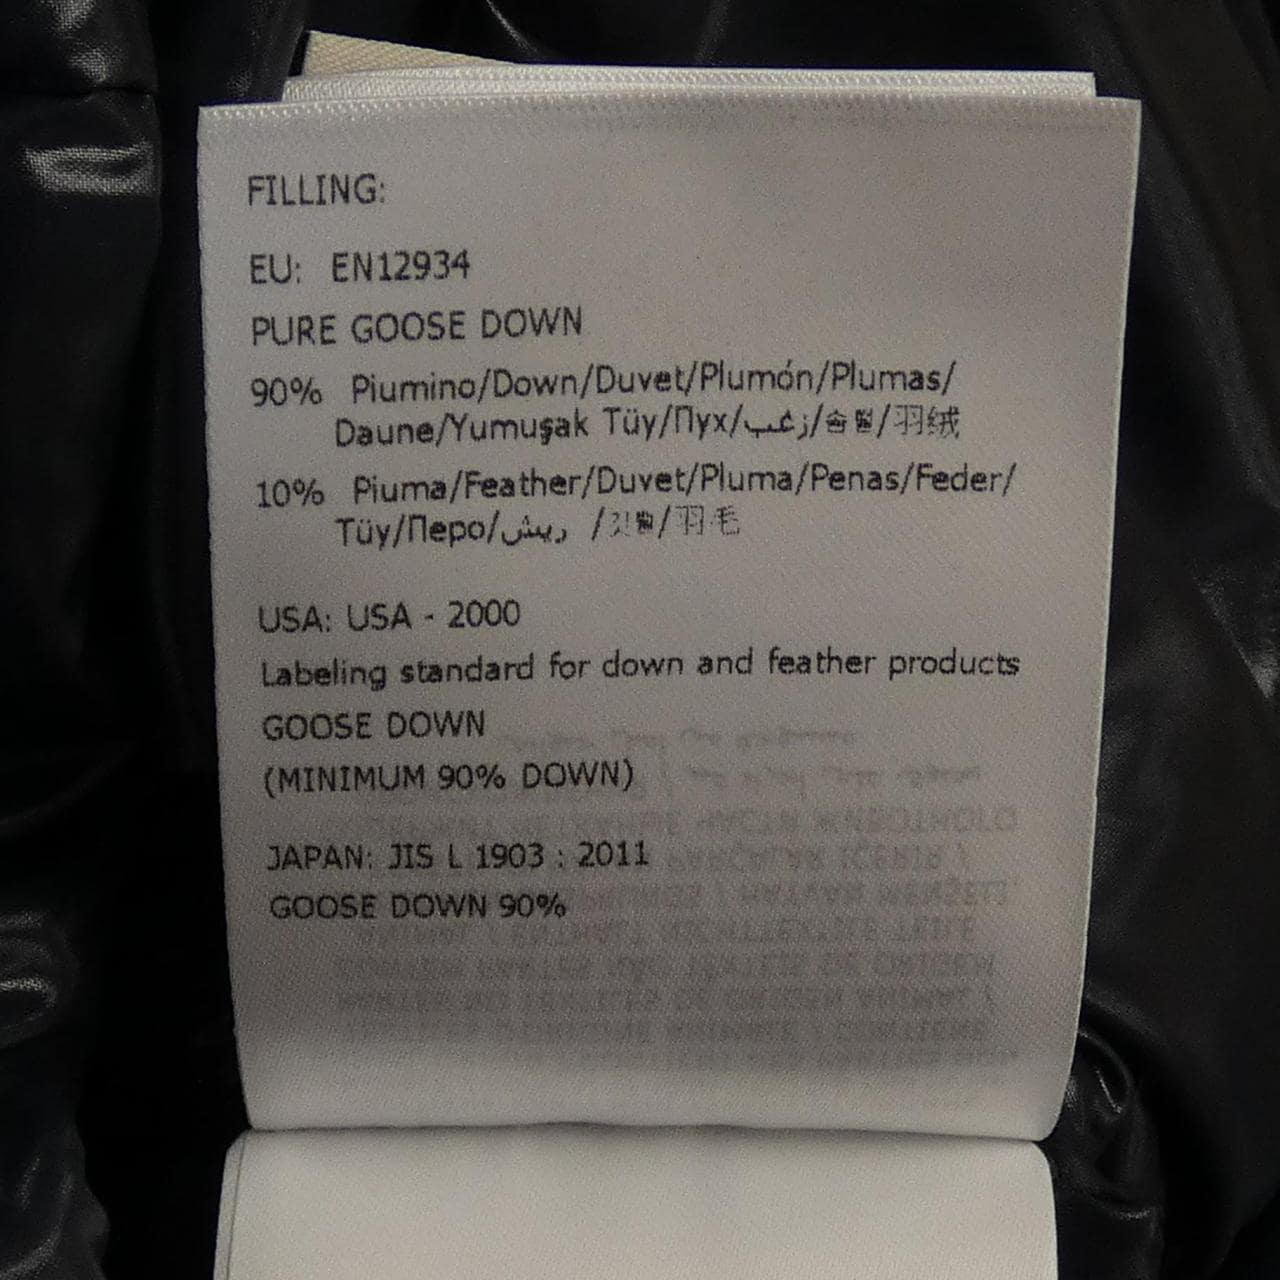 FILLING:
EU: EN12934
PURE GOOSE DOWN
90% Piumino/Down/Duvet/Plumón/Plumas/
Daune/Yumuşak Tüy/Пух/زغب/솜털/羽绒
10% Piuma/Feather/Duvet/Pluma/Penas/Feder/
Tüy/Перо/ريش /깃털/羽毛
USA: USA - 2000
Labeling standard for down and feather products
GOOSE DOWN
(MINIMUM 90% DOWN)
JAPAN: JIS L 1903 : 2011
GOOSE DOWN 90%